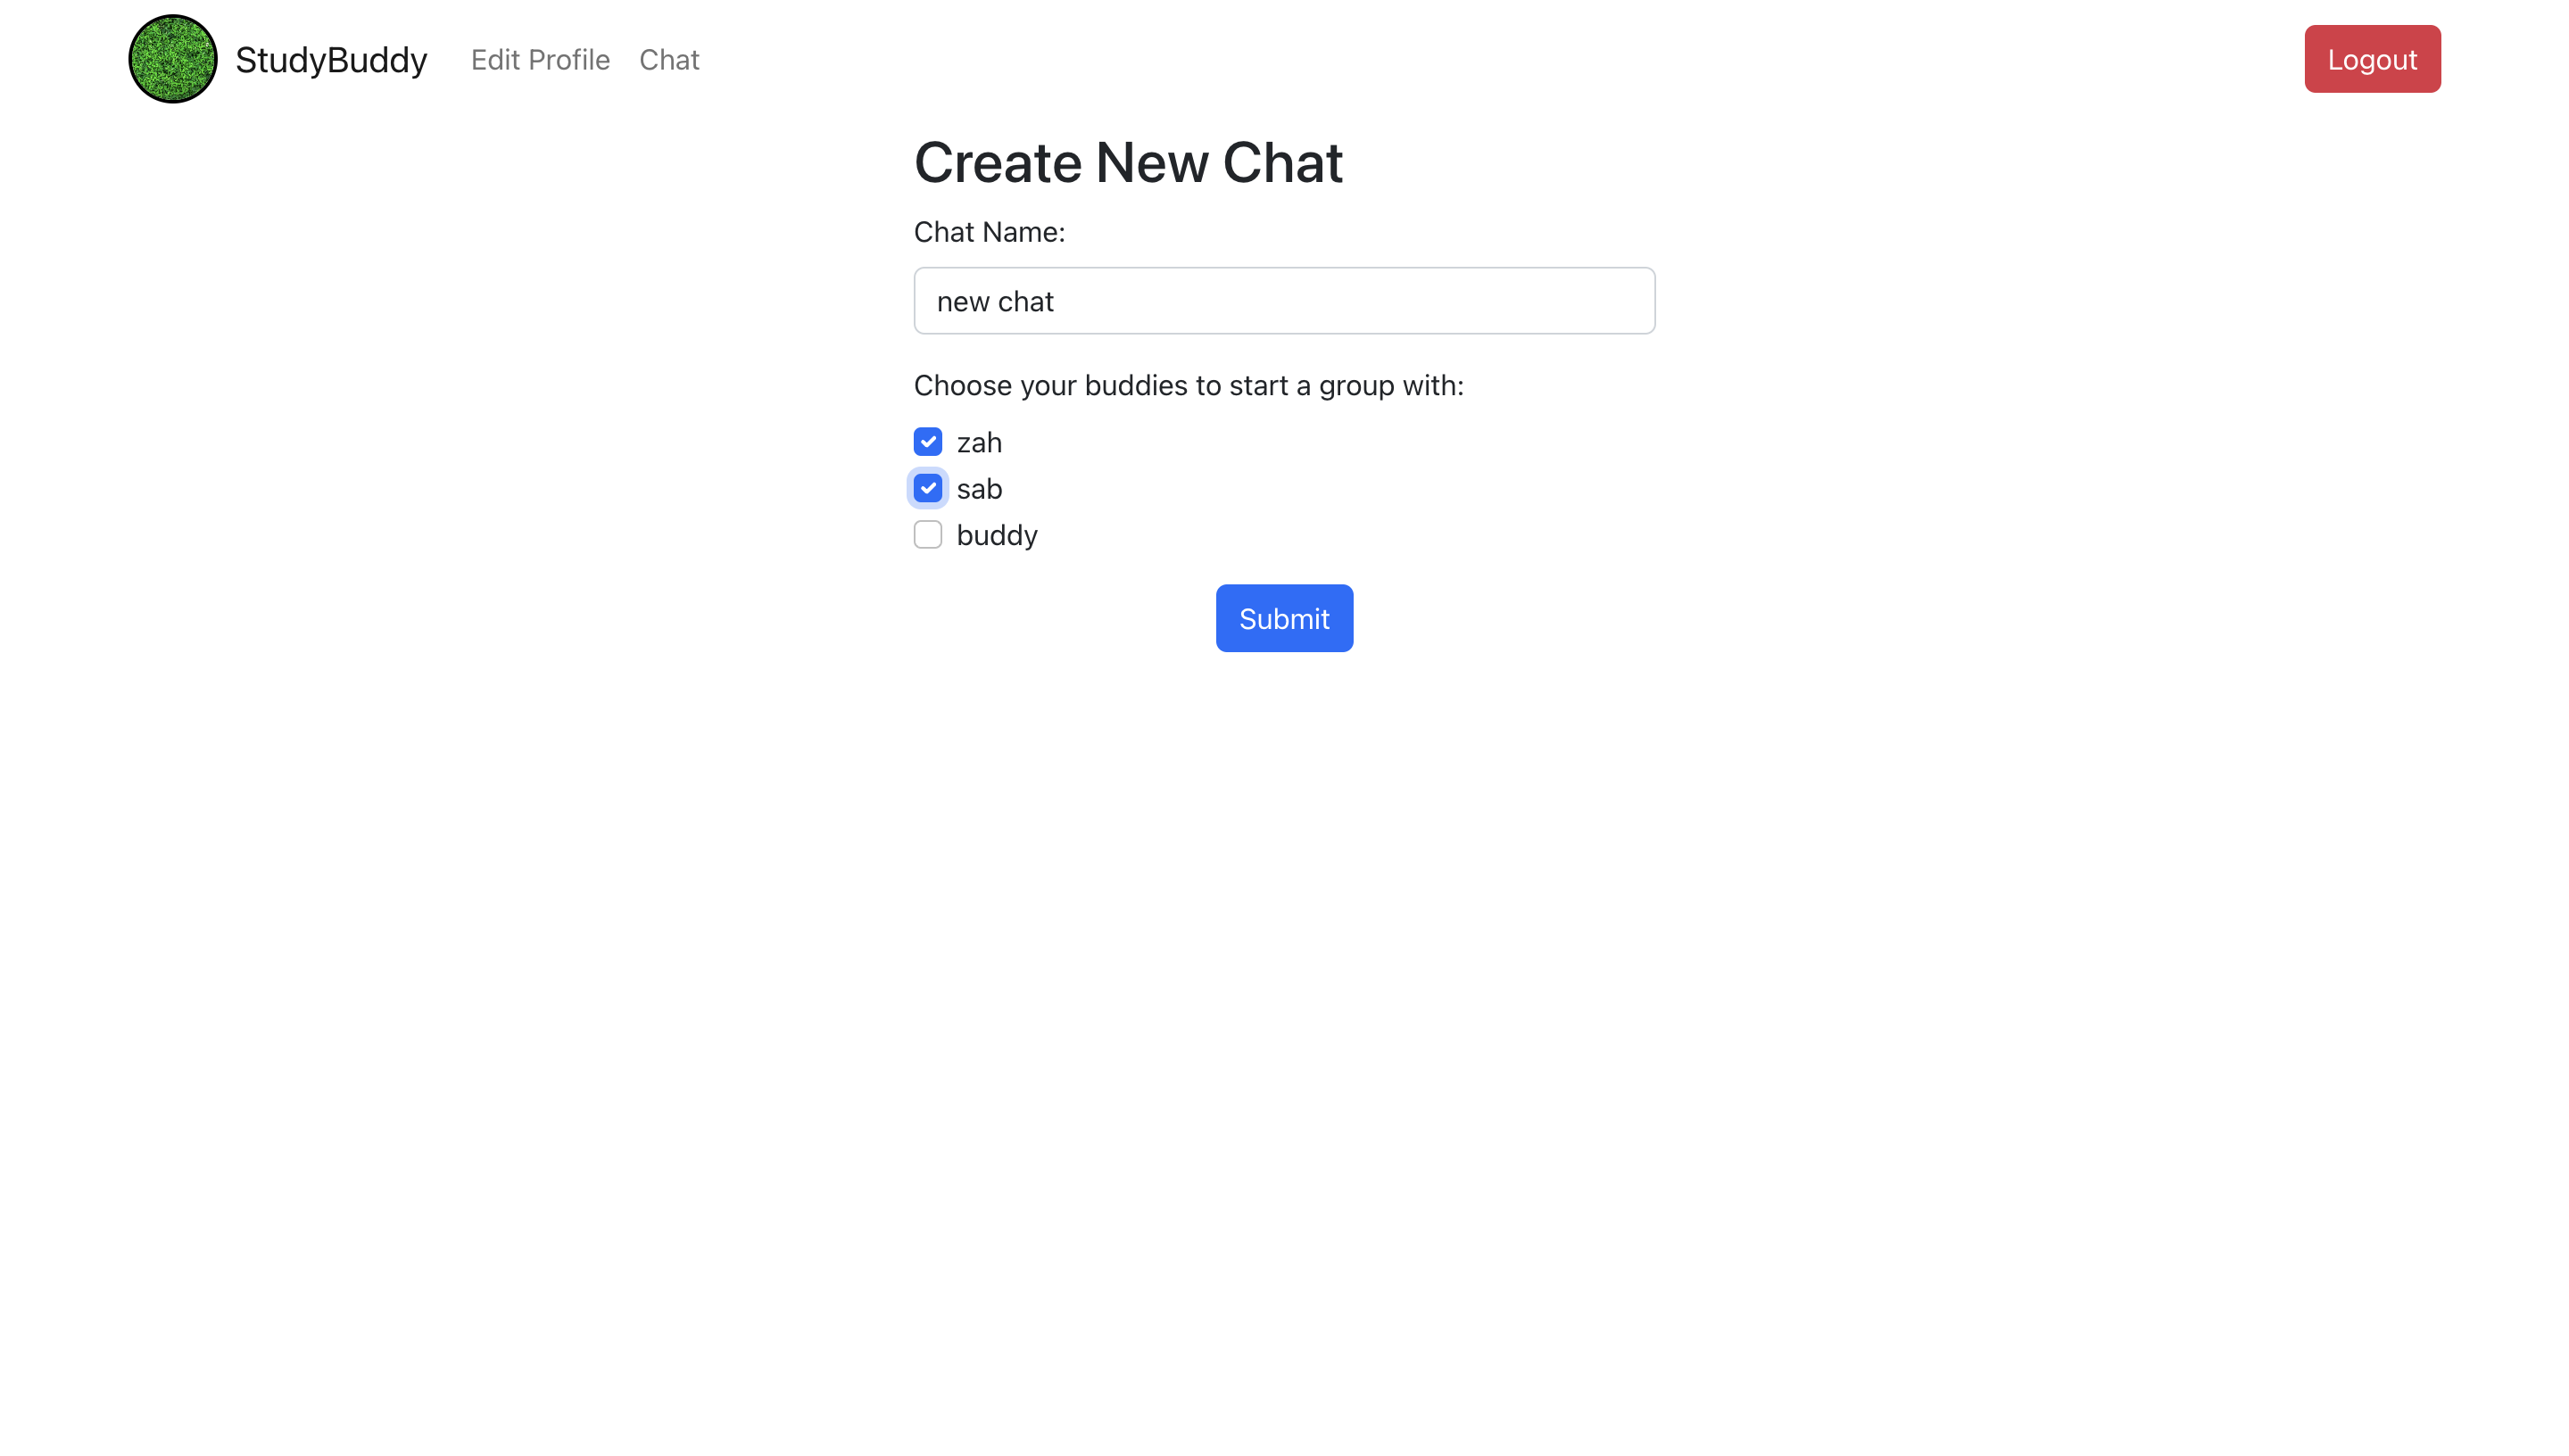 StudyBuddy Edit Profile Chat Logout
Create New Chat
Chat Name:
new chat
Choose your buddies to start a group with:
zah
sab
buddy
Submit